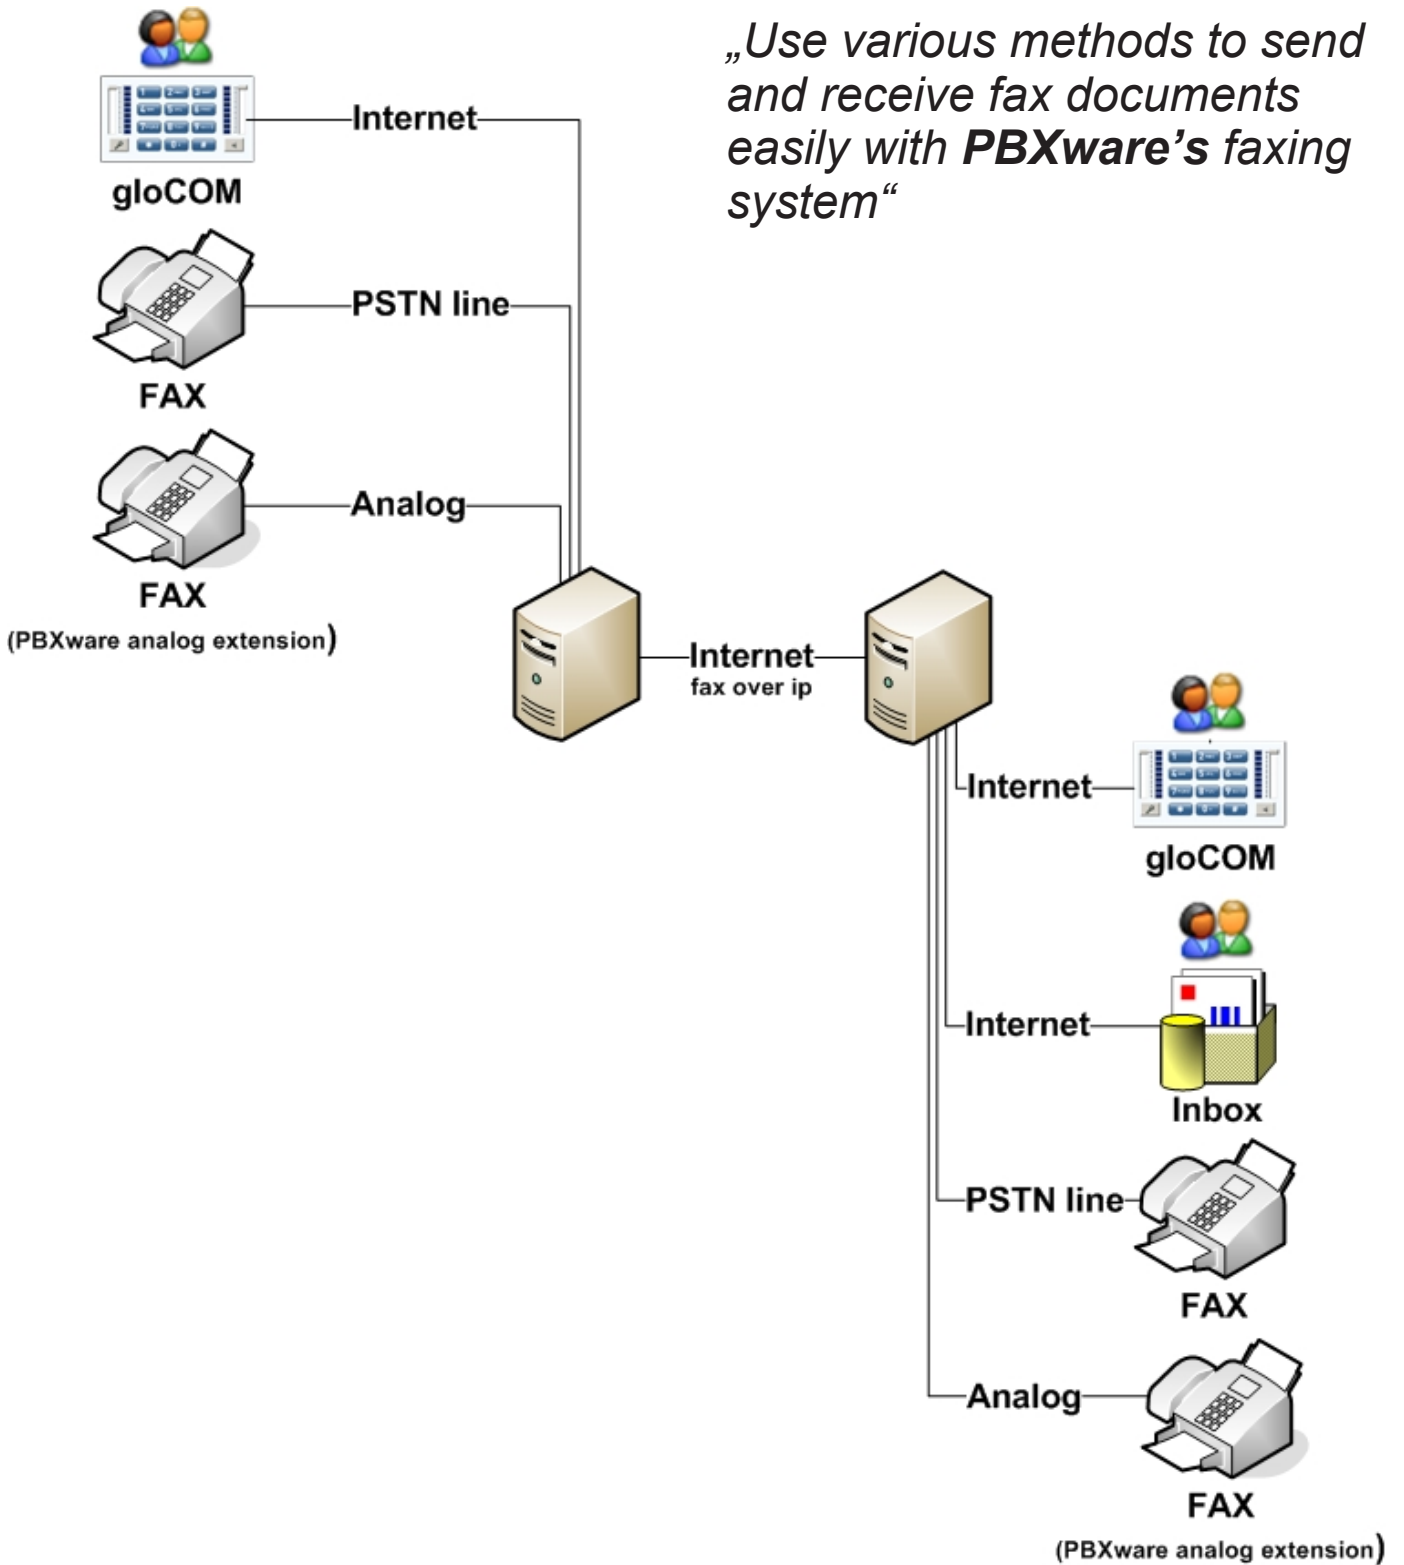 „Use various methods to send
and receive fax documents
easily with PBXware's faxing
system“
Internet
gloCOM
PSTN line
FAX
Analog
FAX
(PBXware analog extension)
Internet
fax over ip
Internet
gloCOM
Internet
Inbox
PSTN line
FAX
Analog
FAX
(PBXware analog extension)